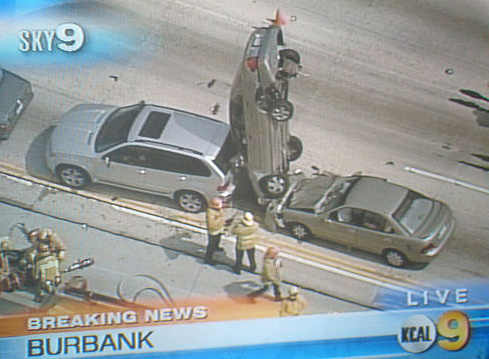 SKY9
LIVE
BREAKING NEWS
BURBANK
KCAL 9